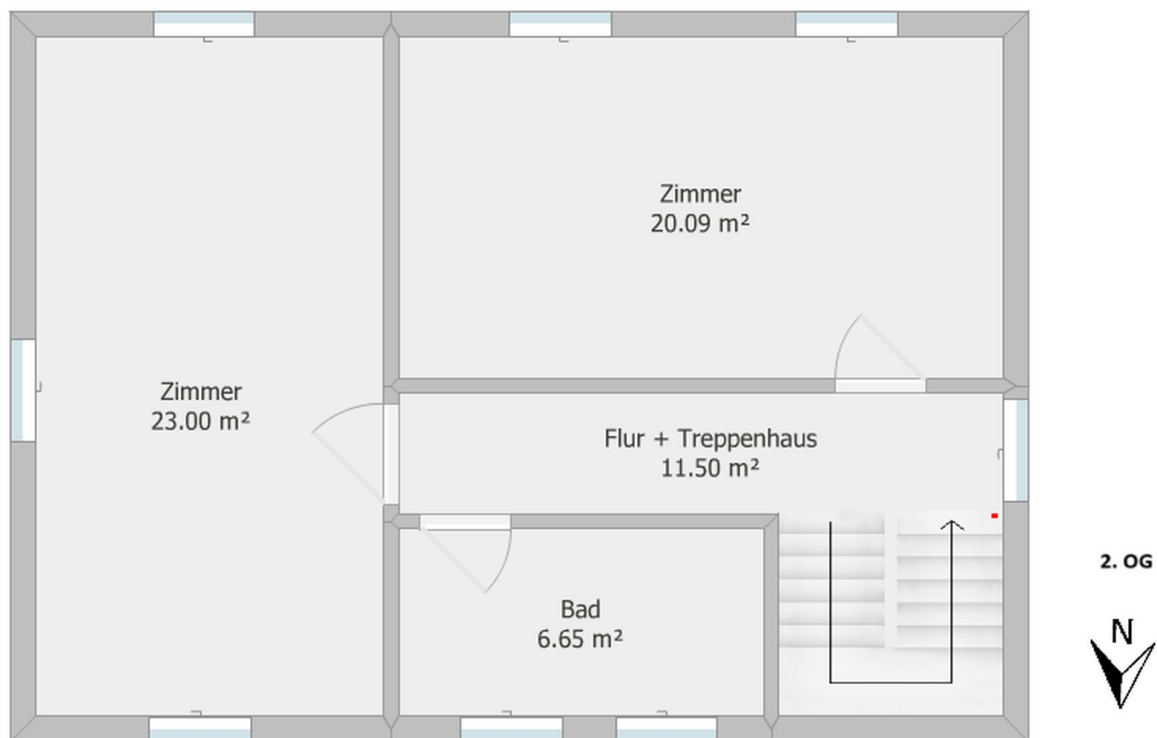 Zimmer
20.09 m²
Zimmer
23.00 m²
Flur + Treppenhaus
11.50 m²
Bad
6.65 m²
2. OG
N